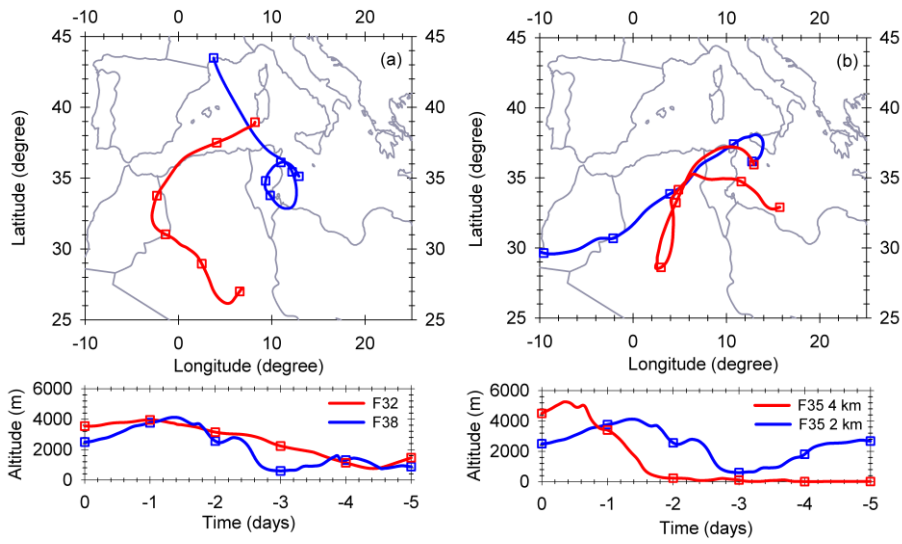 -10 0 10 20 -10 0 10 20
45 45 45 45
(a) (b)
40 40 40 40
35 35 35 35
30 30 30 30
25 25 25 25
Latitude (degree) Latitude (degree)
-10 0 10 20 -10 0 10 20
Longitude (degree) Longitude (degree)
6000 F32 6000 F35 4 km
4000 F38 4000 F35 2 km
2000 2000
0 0
Altitude (m) Altitude (m)
0 -1 -2 -3 -4 -5 0 -1 -2 -3 -4 -5
Time (days) Time (days)